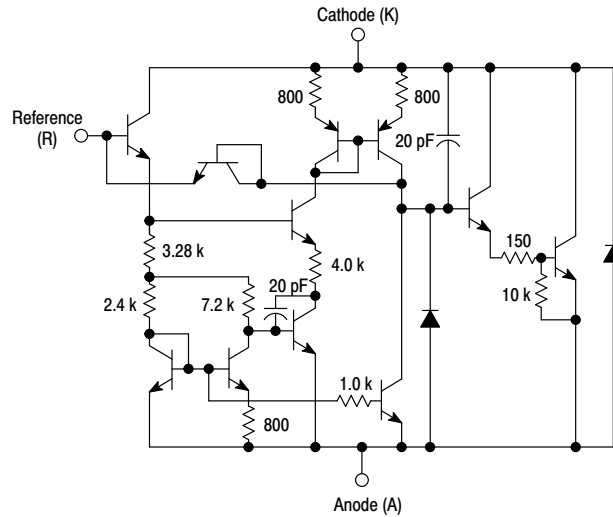 Cathode (K)
800
800
Reference
(R)
20 pF
3.28 k
4.0 k
150
2.4 k
7.2 k
20 pF
10 k
1.0 k
800
Anode (A)